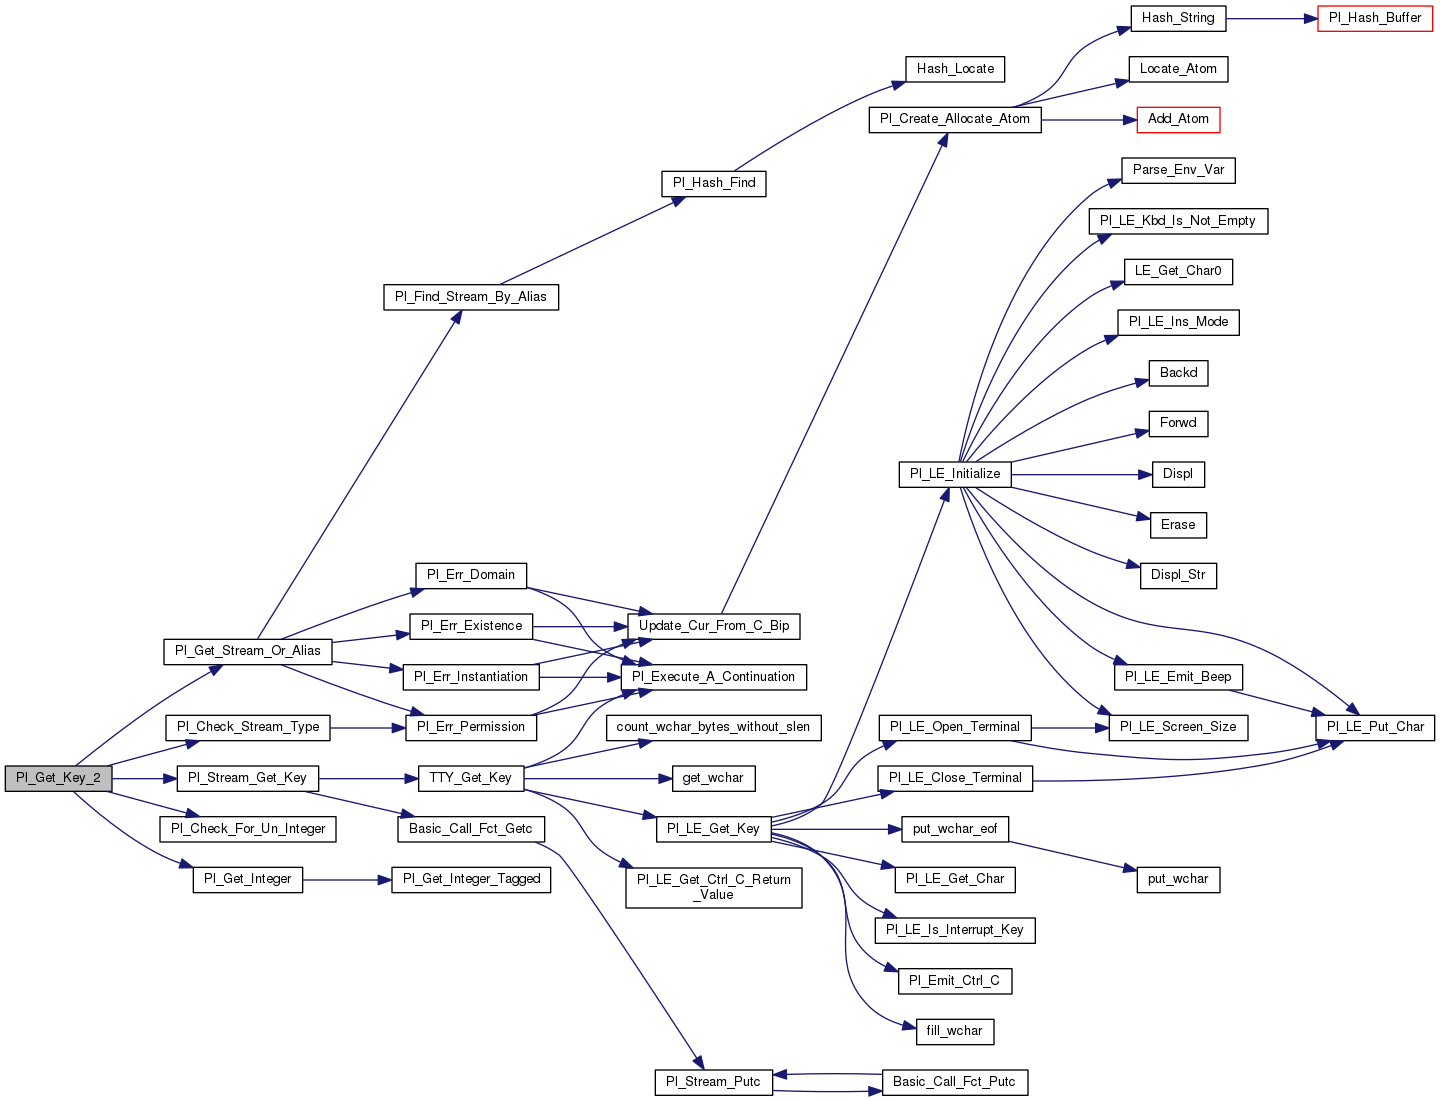 Hash_String
Pl_Hash_Buffer
Hash_Locate
Locate_Atom
Pl_Create_Allocate_Atom
Add_Atom
Parse_Env_Var
Pl_Hash_Find
Pl_LE_Kbd_Is_Not_Empty
LE_Get_Char0
Pl_Find_Stream_By_Alias
Pl_LE_Ins_Mode
Backd
Forwd
Pl_LE_Initialize
Displ
Erase
Pl_Err_Domain
Displ_Str
Pl_Err_Existence
Update_Cur_From_C_Bip
Pl_Get_Stream_Or_Alias
Pl_Err_Instantiation
Pl_Execute_A_Continuation
Pl_LE_Emit_Beep
Pl_Check_Stream_Type
Pl_Err_Permission
count_wchar_bytes_without_slen
Pl_LE_Open_Terminal
Pl_LE_Screen_Size
Pl_LE_Put_Char
Pl_Get_Key_2
Pl_Stream_Get_Key
TTY_Get_Key
get_wchar
Pl_LE_Close_Terminal
Pl_Check_For_Un_Integer
Basic_Call_Fct_Getc
Pl_LE_Get_Key
put_wchar_eof
Pl_Get_Integer
Pl_Get_Integer_Tagged
Pl_LE_Get_Ctrl_C_Return
_Value
Pl_LE_Get_Char
put_wchar
Pl_LE_Is_Interrupt_Key
Pl_Emit_Ctrl_C
fill_wchar
Pl_Stream_Putc
Basic_Call_Fct_Putc